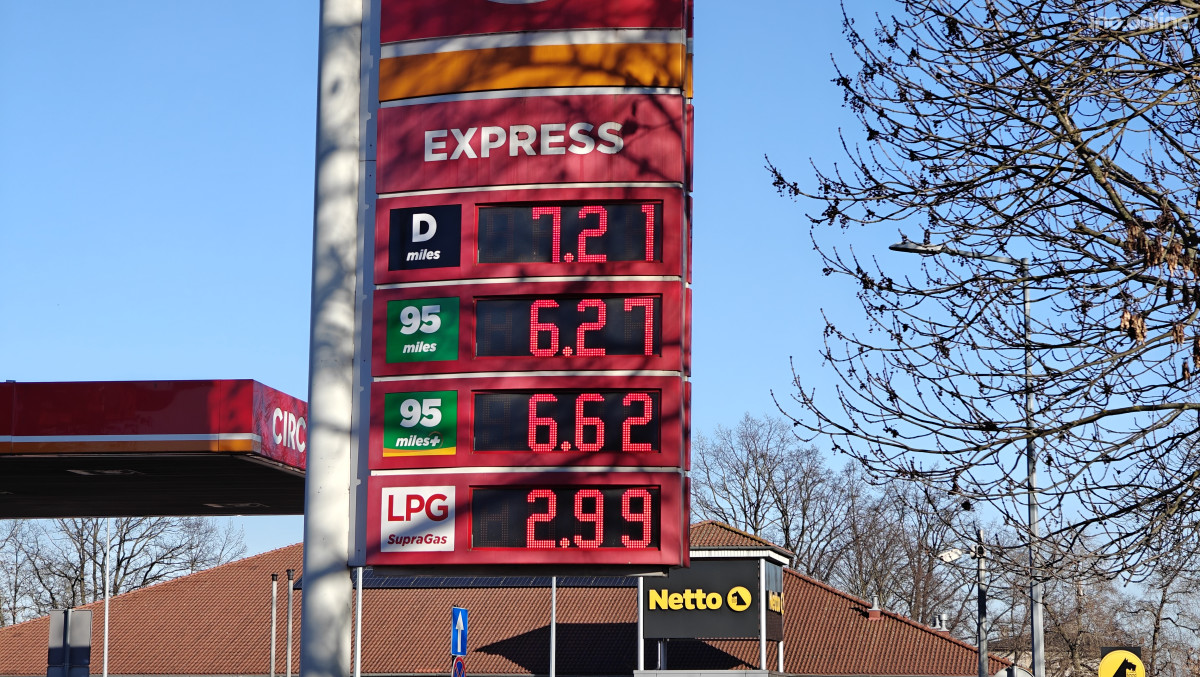 EXPRESS
D
miles
7.21
95
miles
6.27
95
miles+
6.62
LPG
SupraGas
2.99
CIRC
Netto